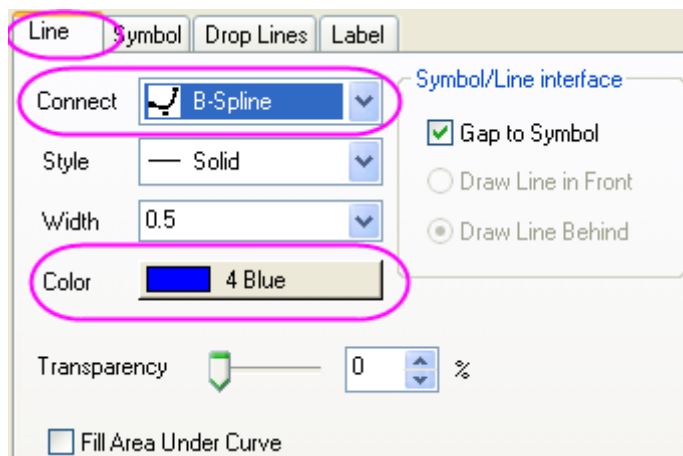 Line Symbol Drop Lines Label
Connect B-Spline
Style Solid
Width 0.5
Color 4 Blue
Transparency 0 %
Fill Area Under Curve
Symbol/Line interface
Gap to Symbol
Draw Line in Front
Draw Line Behind